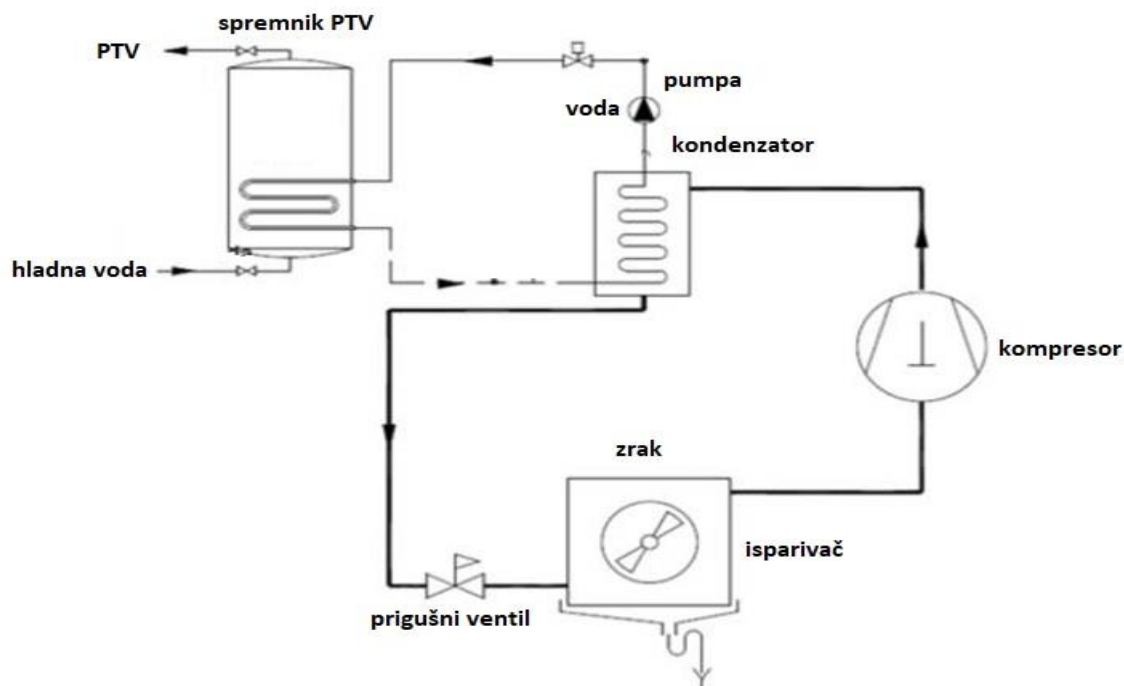 spremnik PTV
PTV
pumpa
voda
kondenzator
hladna voda
kompresor
zrak
isparivač
prigušni ventil